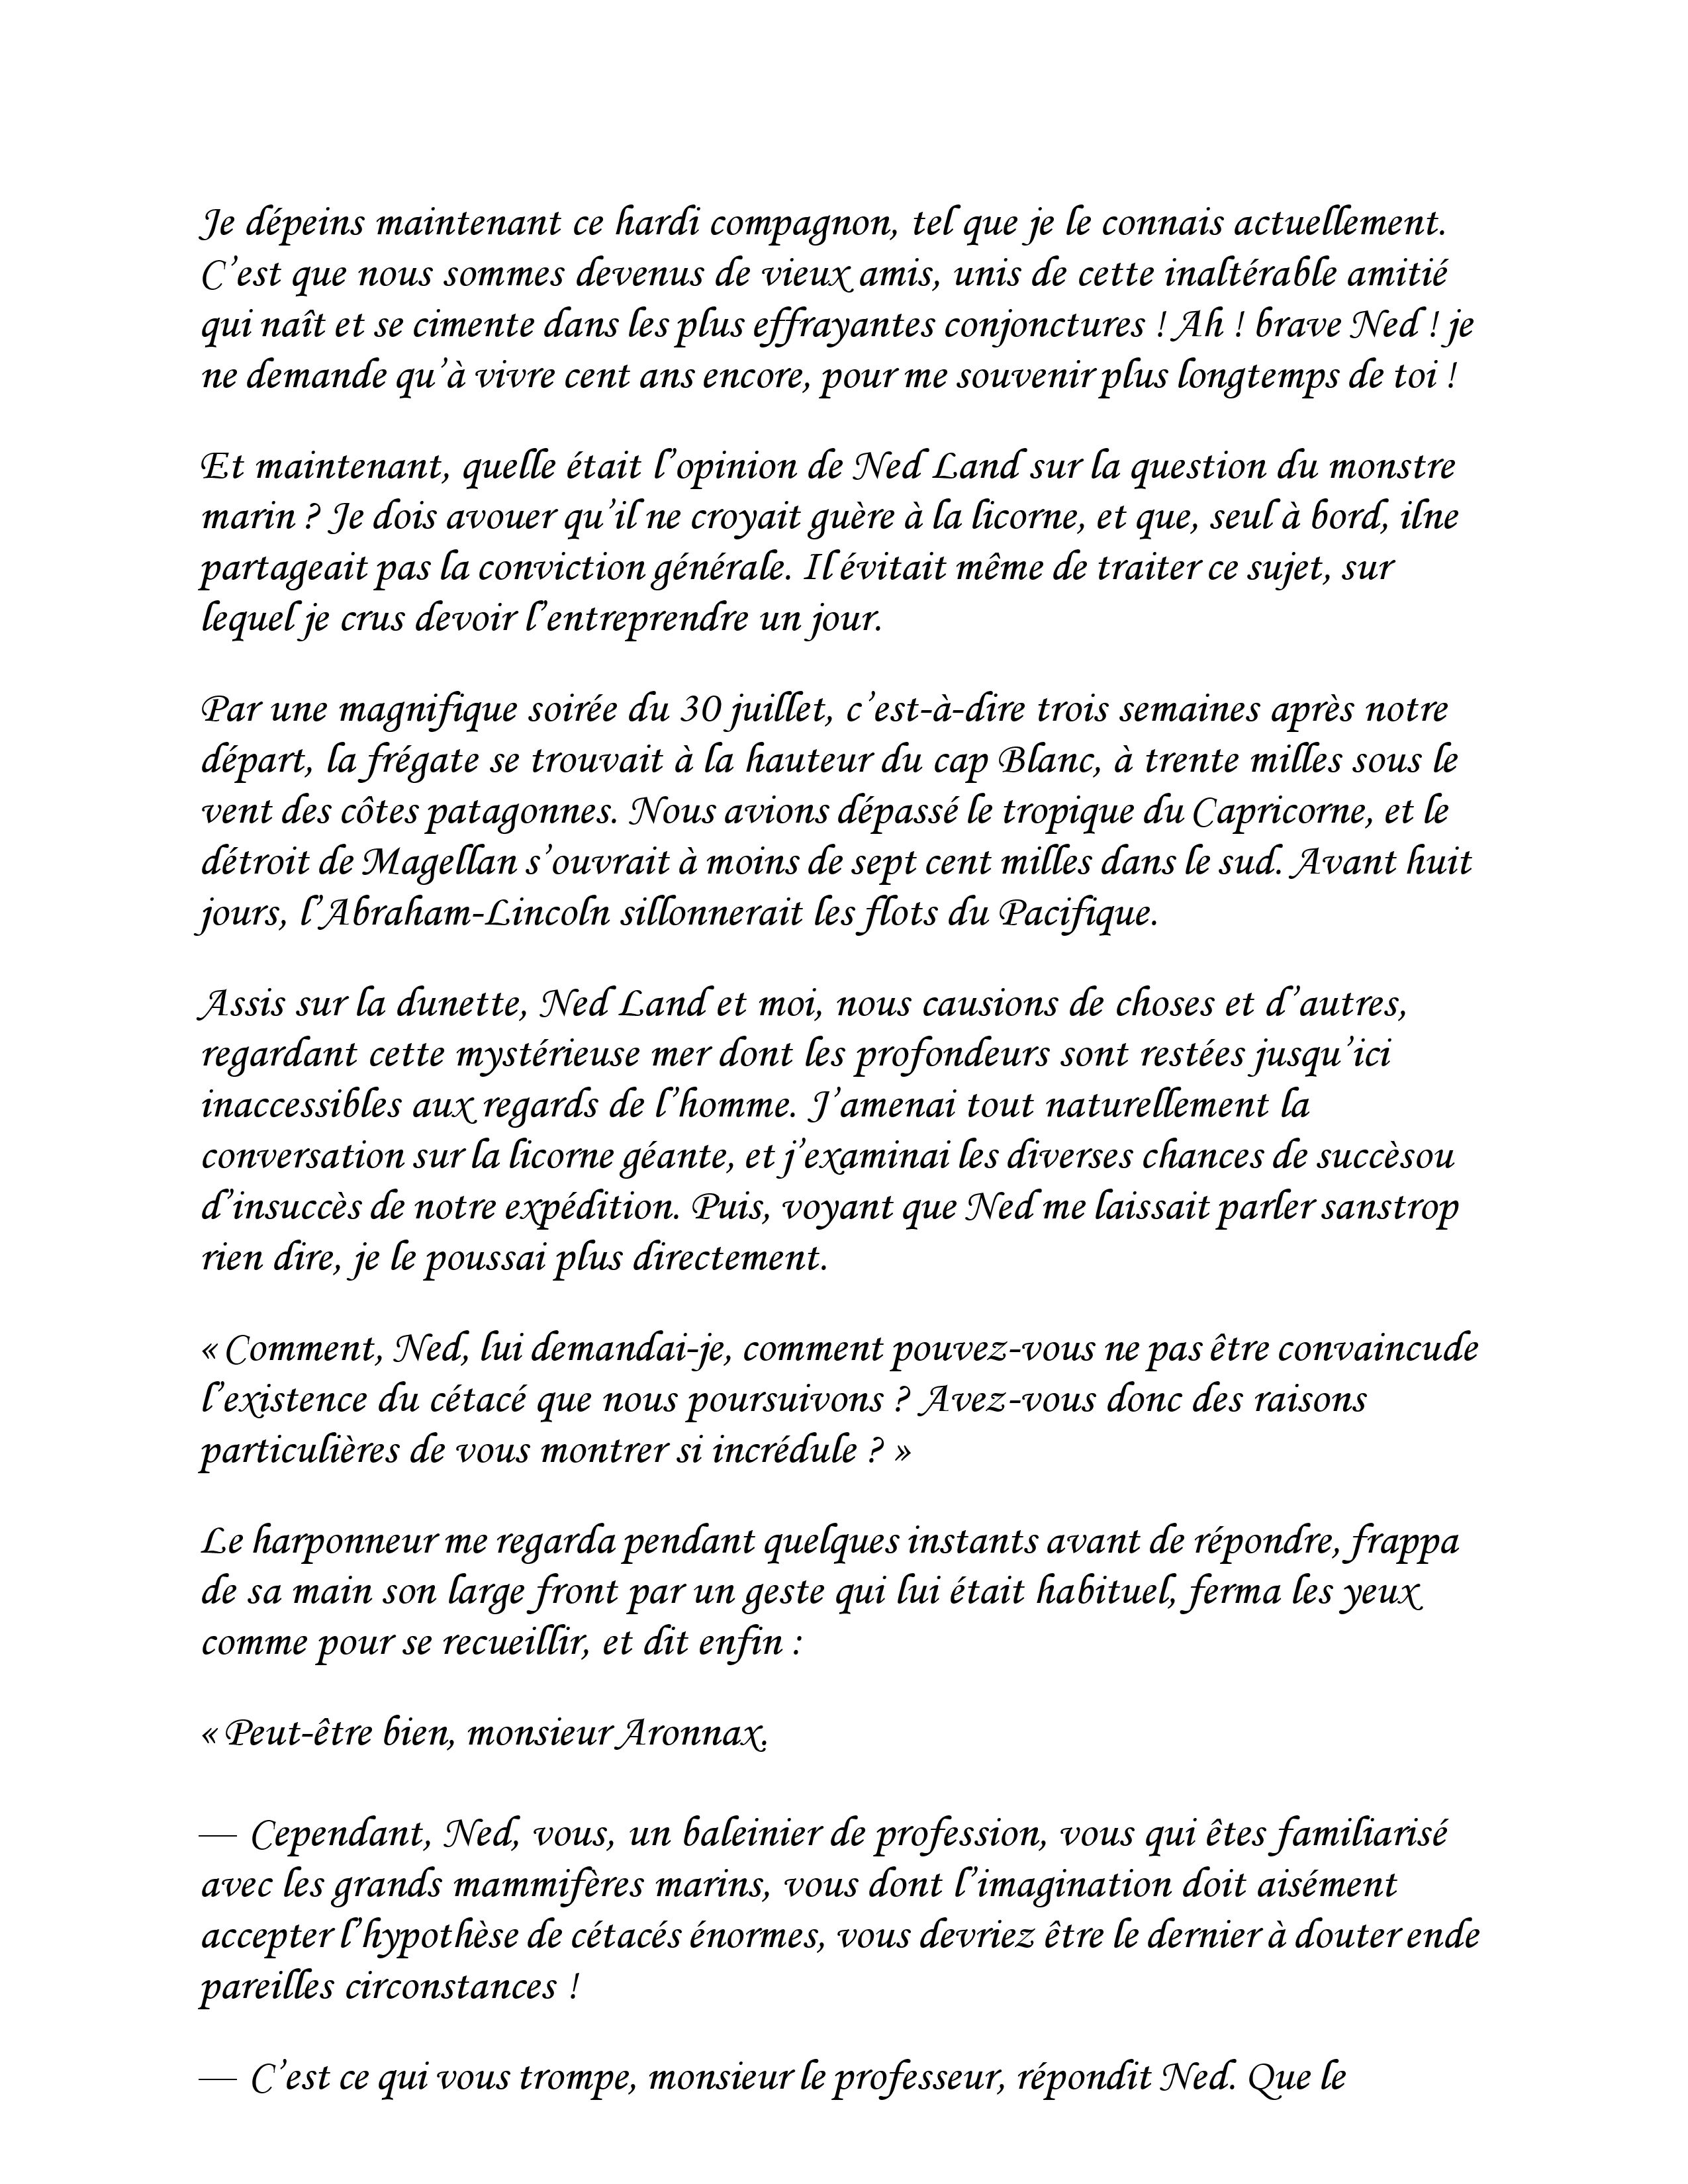 Je dépeins maintenant ce hardi compagnon, tel que je le connais actuellement.
C’est que nous sommes devenus de vieux amis, unis de cette inaltérable amitié
qui naît et se cimente dans les plus effrayantes conjonctures ! Ah ! brave Ned ! je
ne demande qu’à vivre cent ans encore, pour me souvenir plus longtemps de toi !
Et maintenant, quelle était l’opinion de Ned Land sur la question du monstre
marin ? Je dois avouer qu’il ne croyait guère à la licorne, et que, seul à bord, ilne
partageait pas la conviction générale. Il évitait même de traiter ce sujet, sur
lequel je crus devoir l’entreprendre un jour.
Par une magnifique soirée du 30 juillet, c’est-à-dire trois semaines après notre
départ, la frégate se trouvait à la hauteur du cap Blanc, à trente milles sous le
vent des côtes patagonnes. Nous avions dépassé le tropique du Capricorne, et le
détroit de Magellan s’ouvrait à moins de sept cent milles dans le sud. Avant huit
jours, l’Abraham-Lincoln sillonnerait les flots du Pacifique.
Assis sur la dunette, Ned Land et moi, nous causions de choses et d’autres,
regardant cette mystérieuse mer dont les profondeurs sont restées jusqu’ici
inaccessibles aux regards de l’homme. J’amenai tout naturellement la
conversation sur la licorne géante, et j’examinai les diverses chances de succèsou
d’insuccès de notre expédition. Puis, voyant que Ned me laissait parler sanstrop
rien dire, je le poussai plus directement.
« Comment, Ned, lui demandai-je, comment pouvez-vous ne pas être convaincude
l’existence du cétacé que nous poursuivons ? Avez-vous donc des raisons
particulières de vous montrer si incrédule ? »
Le harponneur me regarda pendant quelques instants avant de répondre, frappa
de sa main son large front par un geste qui lui était habituel, ferma les yeux
comme pour se recueillir, et dit enfin :
« Peut-être bien, monsieur Aronnax.
— Cependant, Ned, vous, un baleinier de profession, vous qui êtes familiarisé
avec les grands mammifères marins, vous dont l’imagination doit aisément
accepter l’hypothèse de cétacés énormes, vous devriez être le dernier à douter ende
pareilles circonstances !
— C’est ce qui vous trompe, monsieur le professeur, répondit Ned. Que le